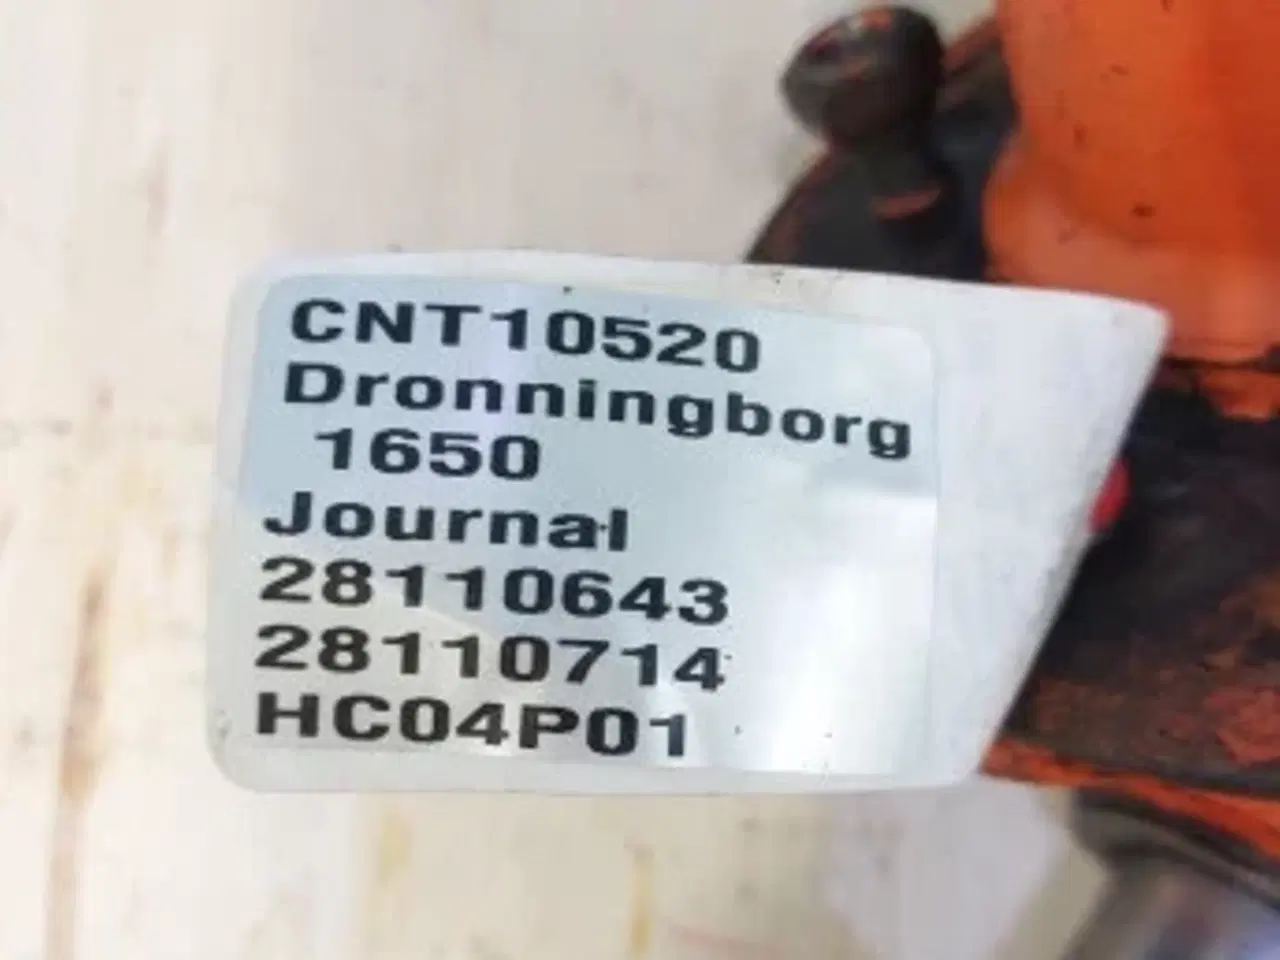 CNT10520
Dronningborg
1650
Journal
28110643
28110714
HC04P01